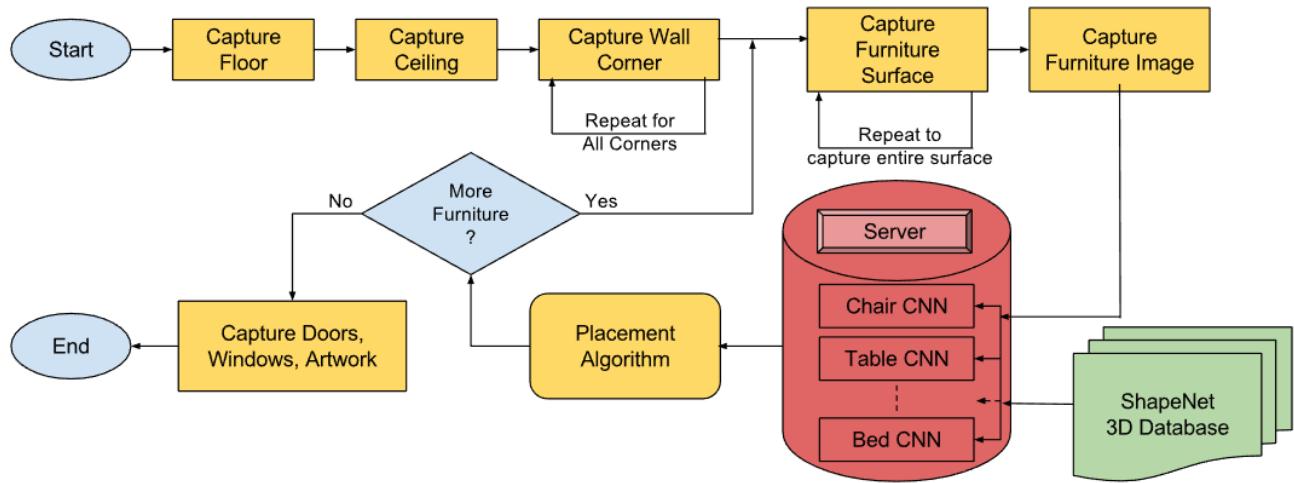 Start
Capture
Floor
Capture
Ceiling
Capture Wall
Corner
Capture
Furniture
Surface
Capture
Furniture Image
Repeat for
All Corners
Repeat to
capture entire surface
No
More
Furniture
?
Yes
Server
Chair CNN
Table CNN
Bed CNN
End
Capture Doors,
Windows, Artwork
Placement
Algorithm
ShapeNet
3D Database